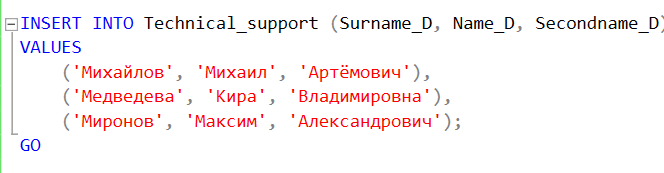 INSERT INTO Technical_support (Surname_D, Name_D, Secondname_D)
VALUES
('Михайлов', 'Михаил', 'Артёмович'),
('Медведева', 'Кира', 'Владимировна'),
('Миронов', 'Максим', 'Александрович');
GO